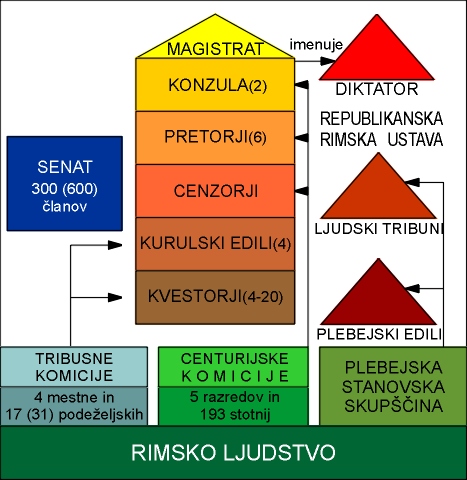 MAGISTRAT
imenuje
KONZULA(2)
DIKTATOR
REPUBLIKANSKA
RIMSKA USTAVA
PRETORJI(6)
SENAT
300 (600)
članov
CENZORJI
LJUDSKI TRIBUNI
KURULSKI EDILI(4)
KVESTORJI(4-20)
PLEBEJSKI EDILI
TRIBUSNE
KOMICIJE
4 mestne in
17 (31) podeželjskih
CENTURIJSKE
KOMICIJE
5 razredov in
193 stotnij
PLEBEJSKA
STANOVSKA
SKUPŠČINA
RIMSKO LJUDSTVO